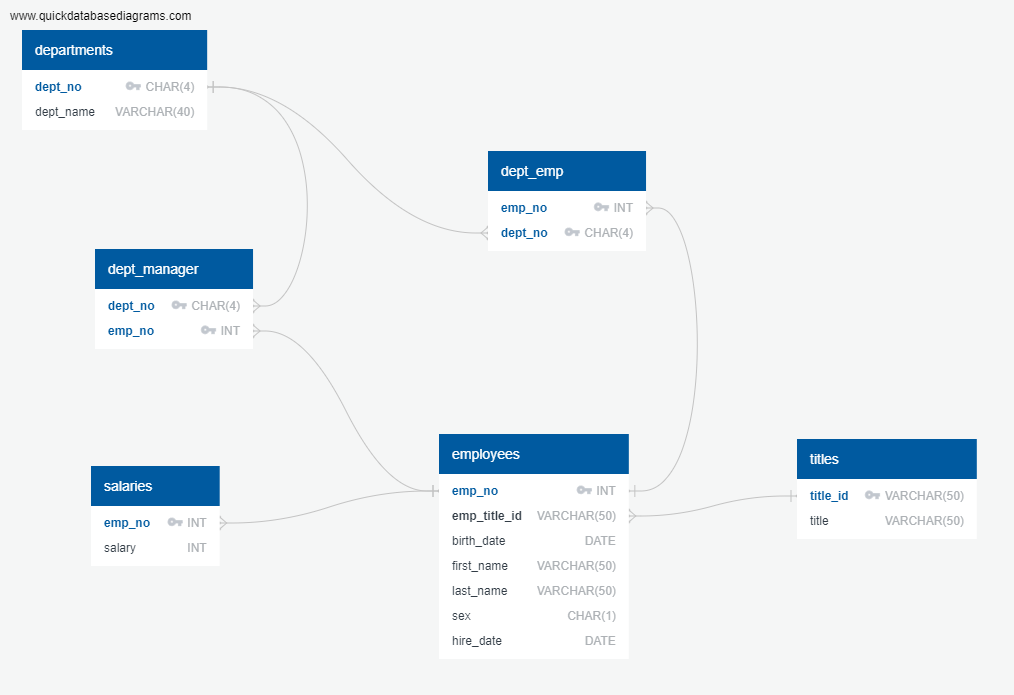 www.quickdatabasediagrams.com
departments
dept_no CHAR(4)
dept_name VARCHAR(40)
dept_emp
emp_no INT
dept_no CHAR(4)
dept_manager
dept_no CHAR(4)
emp_no INT
salaries
emp_no INT
salary INT
employees
emp_no INT
emp_title_id VARCHAR(50)
birth_date DATE
first_name VARCHAR(50)
last_name VARCHAR(50)
sex CHAR(1)
hire_date DATE
titles
title_id VARCHAR(50)
title VARCHAR(50)